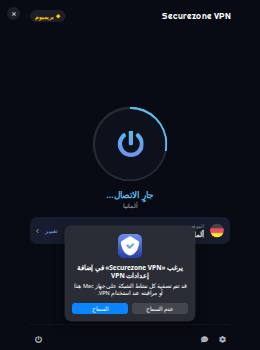 Securezone VPN
بريميوم
جارٍ الاتصال...
ألمانيا
تغيير
يرغب «Securezone VPN» في إضافة
إعدادات VPN
قد تتم تصفية كل نشاط الشبكة على جهاز Mac هذا
أو مراقبته عند استخدام VPN.
عدم السماح
السماح